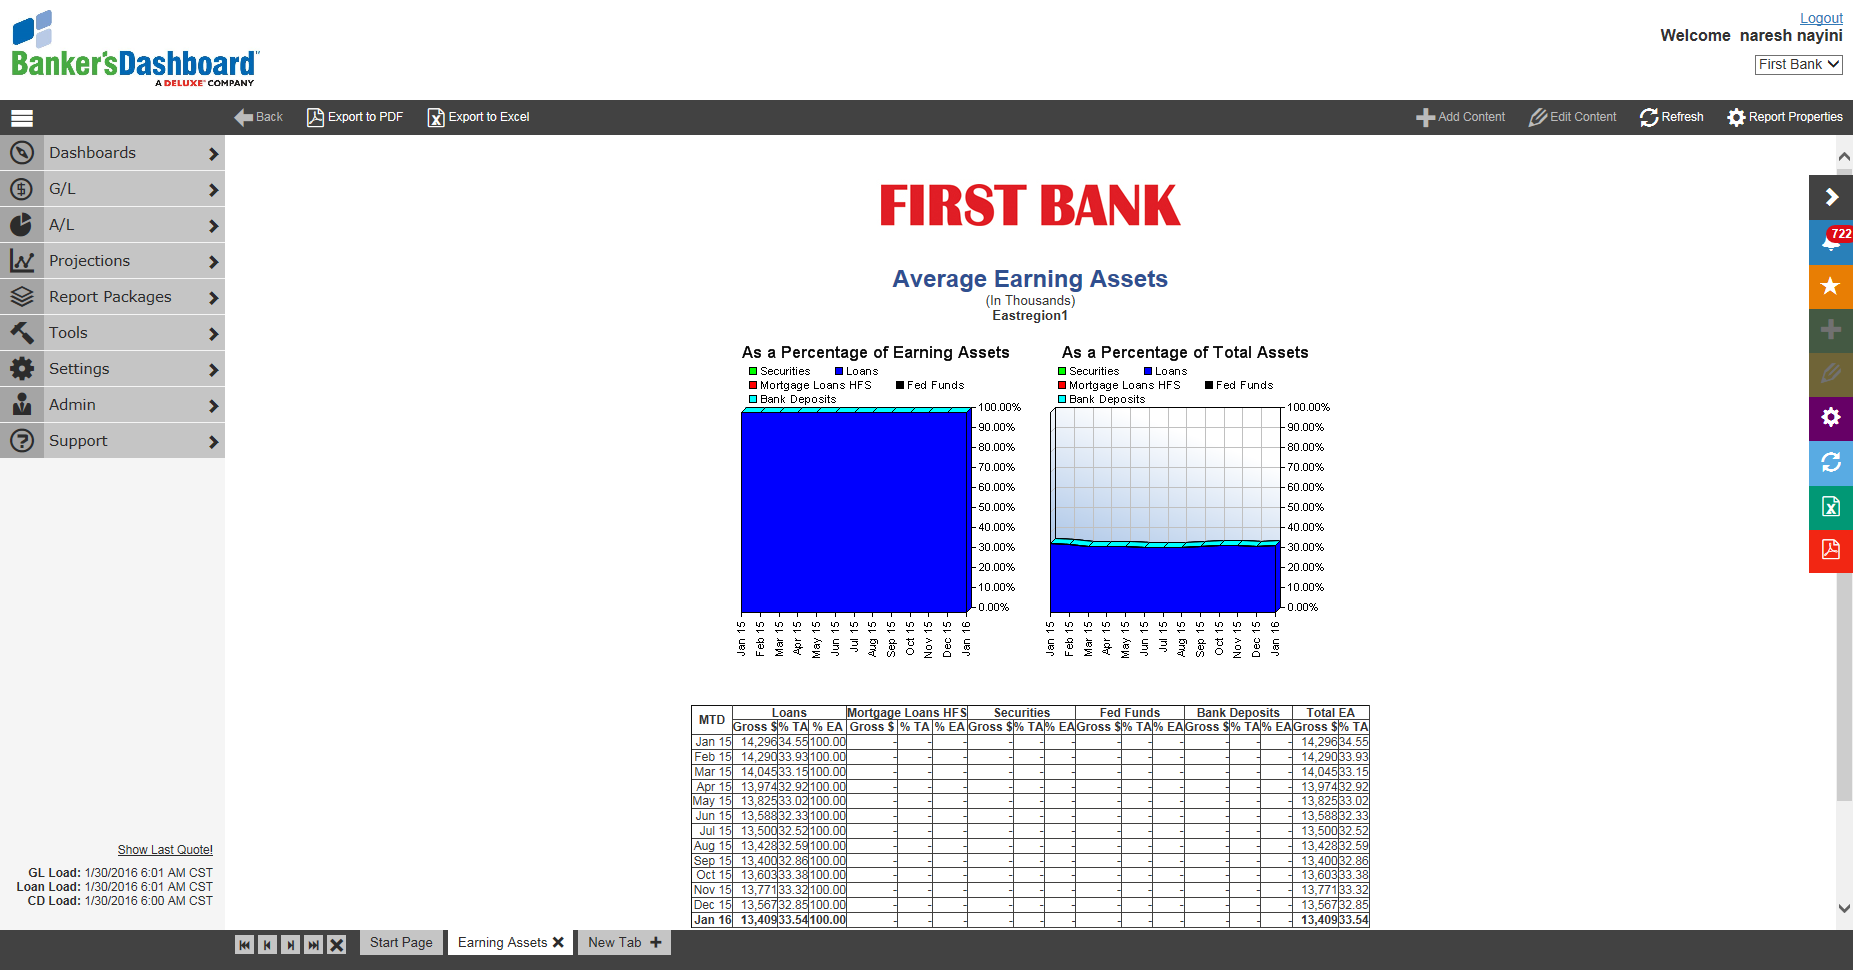 Logout
Welcome naresh nayini
First Bank
Banker'sDashboard
A DELUXE COMPANY
Back Export to PDF Export to Excel Add Content Edit Content Refresh Report Properties
Dashboards
G/L
A/L
Projections
Report Packages
Tools
Settings
Admin
Support
722
FIRST BANK
Average Earning Assets
(In Thousands)
Eastregion1
As a Percentage of Earning Assets
Securities Loans
Mortgage Loans HFS Fed Funds
Bank Deposits
100.00%
90.00%
80.00%
70.00%
60.00%
50.00%
40.00%
30.00%
20.00%
10.00%
0.00%
Jan 15 Feb 15 Mar 15 Apr 15 May 15 Jun 15 Jul 15 Aug 15 Sep 15 Oct 15 Nov 15 Dec 15 Jan 16
As a Percentage of Total Assets
Securities Loans
Mortgage Loans HFS Fed Funds
Bank Deposits
100.00%
90.00%
80.00%
70.00%
60.00%
50.00%
40.00%
30.00%
20.00%
10.00%
0.00%
Jan 15 Feb 15 Mar 15 Apr 15 May 15 Jun 15 Jul 15 Aug 15 Sep 15 Oct 15 Nov 15 Dec 15 Jan 16
MTD Loans Mortgage Loans HFS Securities Fed Funds Bank Deposits Total EA
Gross $ % TA % EA Gross $ % TA % EA Gross $ % TA % EA Gross $ % TA % EA Gross $ % TA % EA Gross $ % TA
Jan 15 14,296 34.55 100.00 - - - - - - - - - - - - 14,296 34.55
Feb 15 14,290 33.93 100.00 - - - - - - - - - - - - 14,290 33.93
Mar 15 14,045 33.15 100.00 - - - - - - - - - - - - 14,045 33.15
Apr 15 13,974 32.92 100.00 - - - - - - - - - - - - 13,974 32.92
May 15 13,825 33.02 100.00 - - - - - - - - - - - - 13,825 33.02
Jun 15 13,588 32.33 100.00 - - - - - - - - - - - - 13,588 32.33
Jul 15 13,500 32.52 100.00 - - - - - - - - - - - - 13,500 32.52
Aug 15 13,428 32.59 100.00 - - - - - - - - - - - - 13,428 32.59
Sep 15 13,400 32.86 100.00 - - - - - - - - - - - - 13,400 32.86
Oct 15 13,603 33.38 100.00 - - - - - - - - - - - - 13,603 33.38
Nov 15 13,771 33.32 100.00 - - - - - - - - - - - - 13,771 33.32
Dec 15 13,567 32.85 100.00 - - - - - - - - - - - - 13,567 32.85
Jan 16 13,409 33.54 100.00 - - - - - - - - - - - - 13,409 33.54
Show Last Quote!
GL Load: 1/30/2016 6:01 AM CST
Loan Load: 1/30/2016 6:01 AM CST
CD Load: 1/30/2016 6:00 AM CST
Start Page Earning Assets New Tab